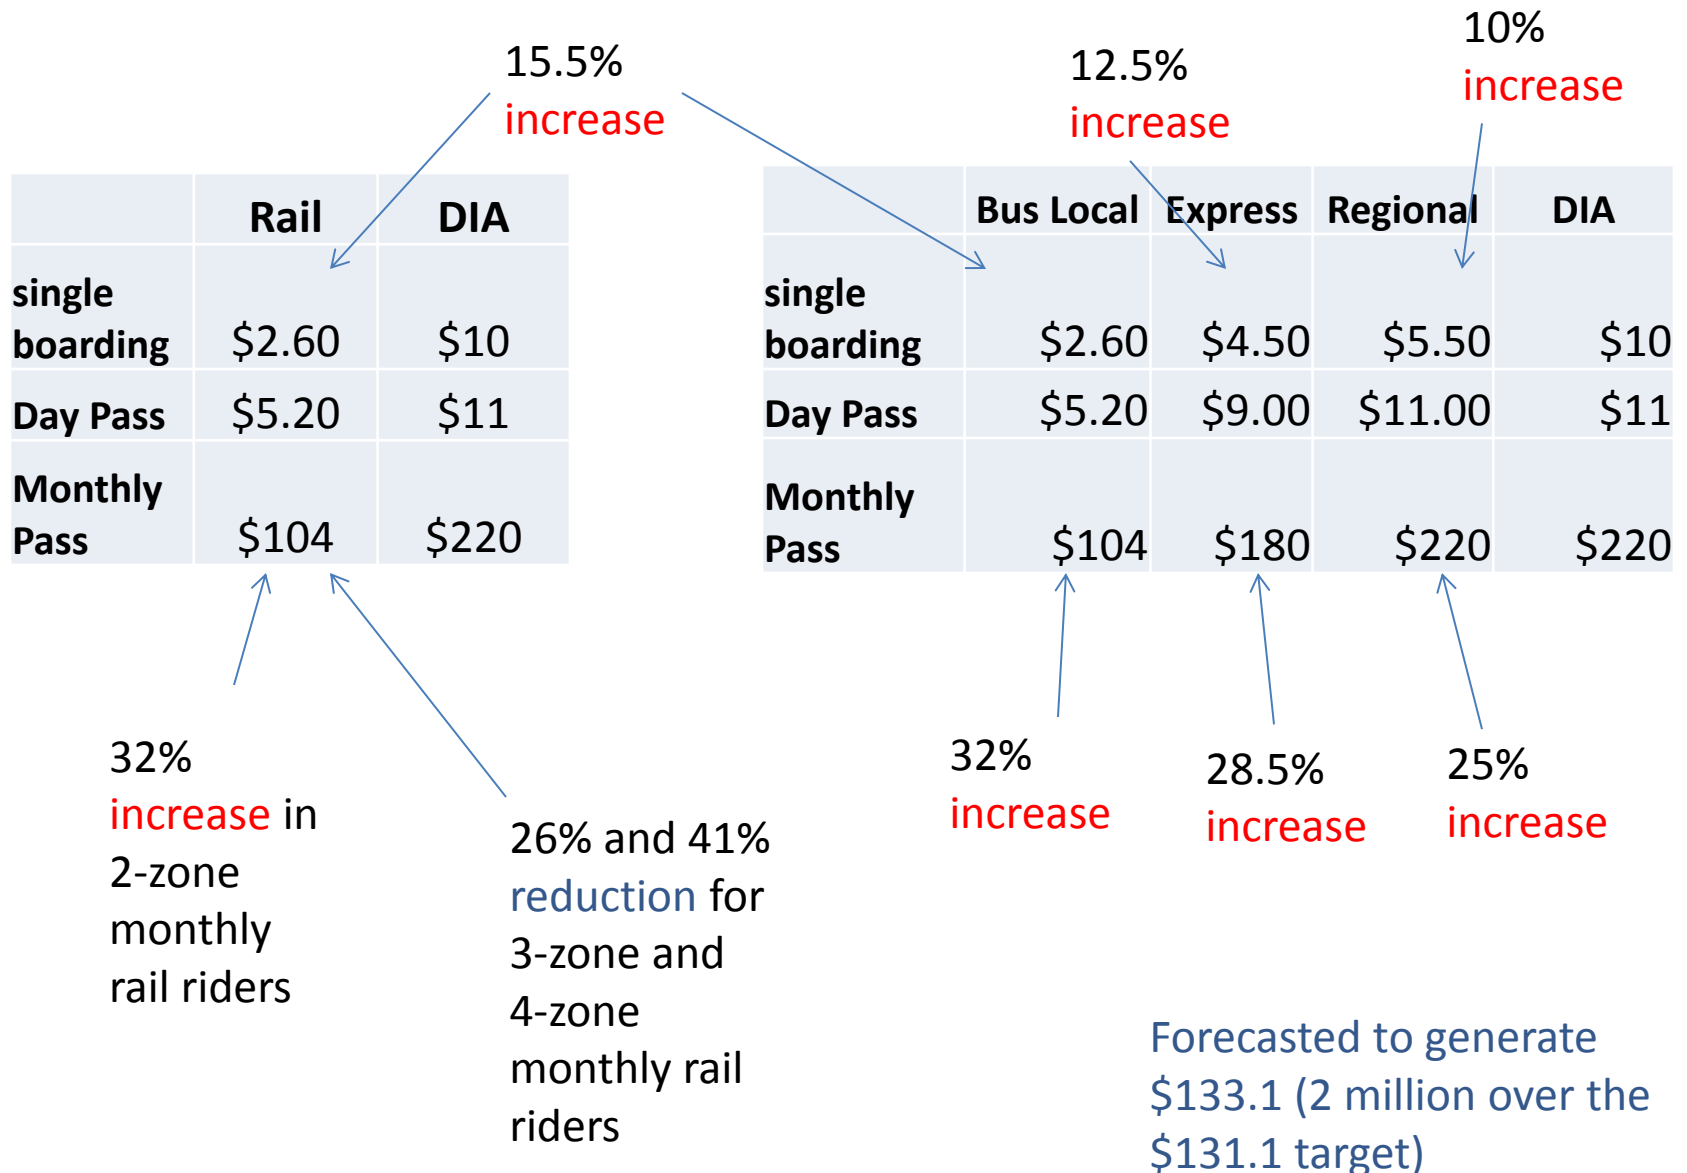 15.5%
increase
12.5%
increase
10%
increase
Rail DIA
single
boarding $2.60 $10
Day Pass $5.20 $11
Monthly
Pass $104 $220
Bus Local Express Regional DIA
single
boarding $2.60 $4.50 $5.50 $10
Day Pass $5.20 $9.00 $11.00 $11
Monthly
Pass $104 $180 $220 $220
32%
increase in
2-zone
monthly
rail riders
26% and 41%
reduction for
3-zone and
4-zone
monthly rail
riders
32%
increase
28.5%
increase
25%
increase
Forecasted to generate
$133.1 (2 million over the
$131.1 target)